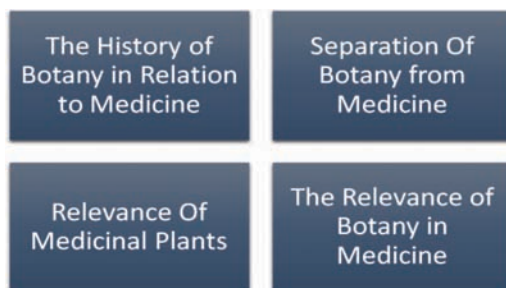 The History of
Botany in Relation
to Medicine
Separation Of
Botany from
Medicine
Relevance Of
Medicinal Plants
The Relevance of
Botany in
Medicine